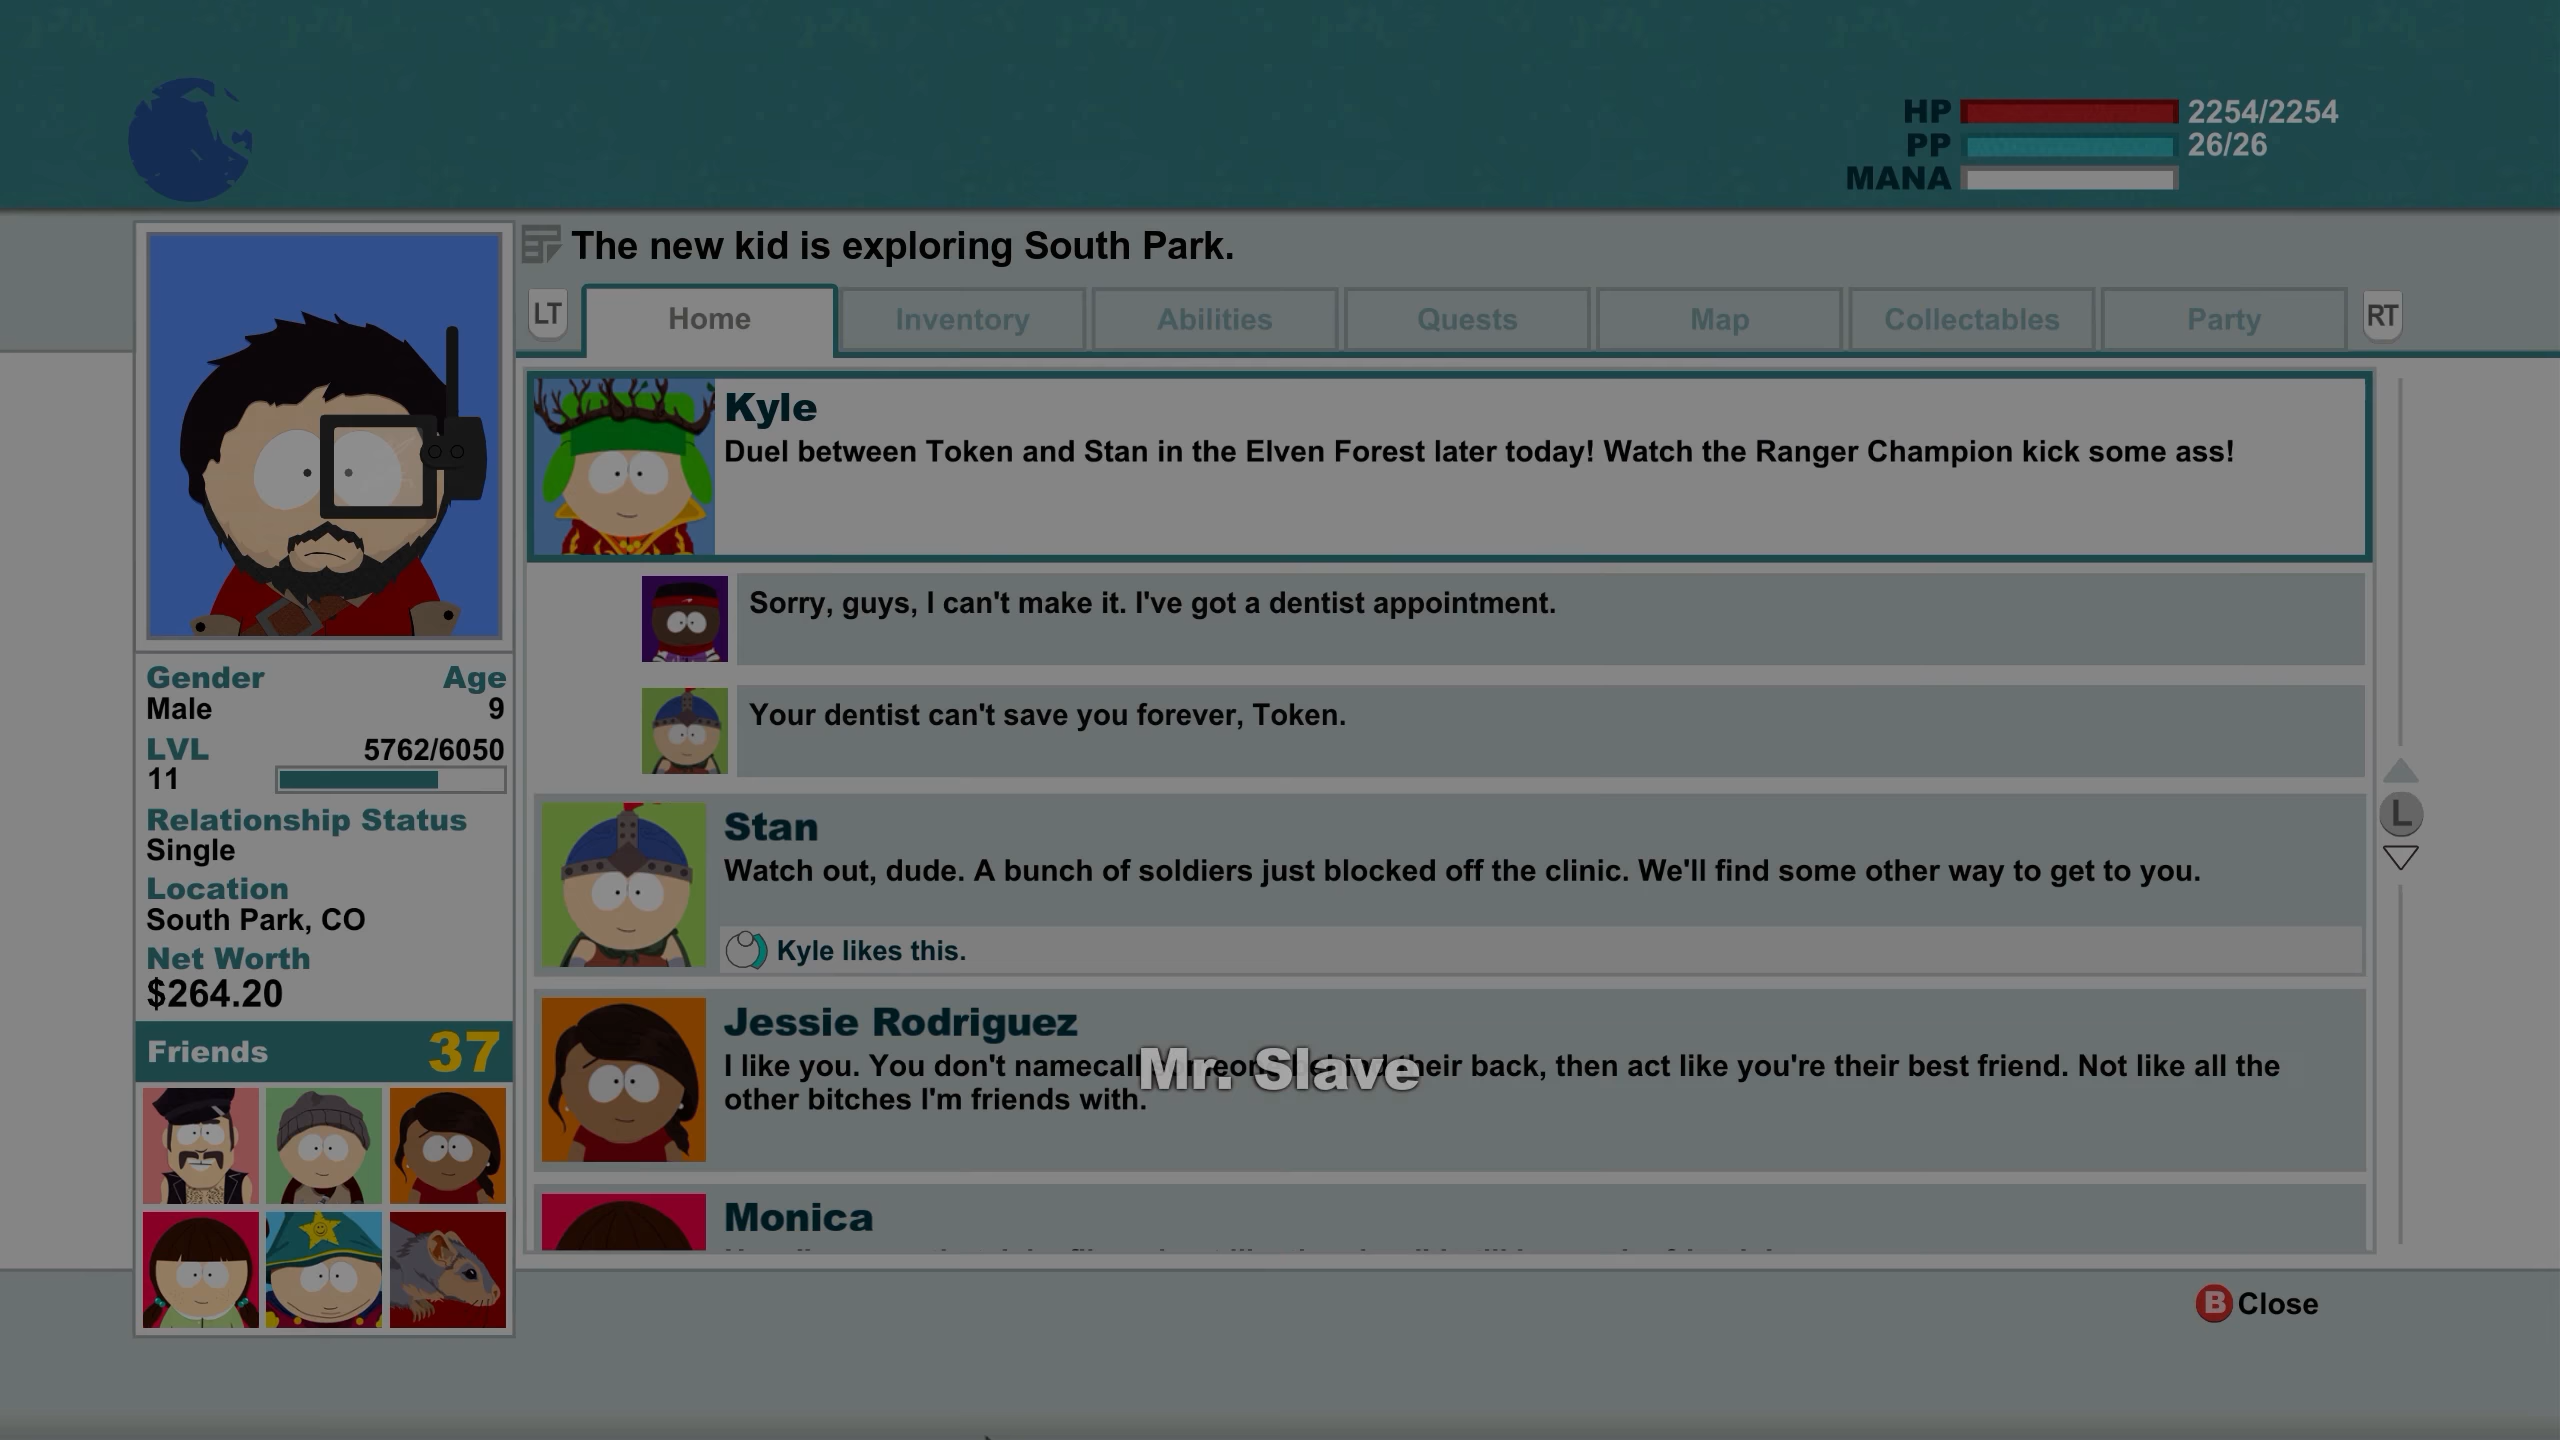 HP 2254/2254
PP 26/26
MANA
The new kid is exploring South Park.
LT Home Inventory Abilities Quests Map Collectables Party RT
Kyle
Duel between Token and Stan in the Elven Forest later today! Watch the Ranger Champion kick some ass!
Sorry, guys, I can't make it. I've got a dentist appointment.
Your dentist can't save you forever, Token.
Stan
Watch out, dude. A bunch of soldiers just blocked off the clinic. We'll find some other way to get to you.
Kyle likes this.
Jessie Rodriguez
I like you. You don't namecall their back, then act like you're their best friend. Not like all the
other bitches I'm friends with.
Mr. Slave
Monica
Gender Age
Male 9
LVL 5762/6050
11
Relationship Status
Single
Location
South Park, CO
Net Worth
$264.20
Friends 37
L
B Close